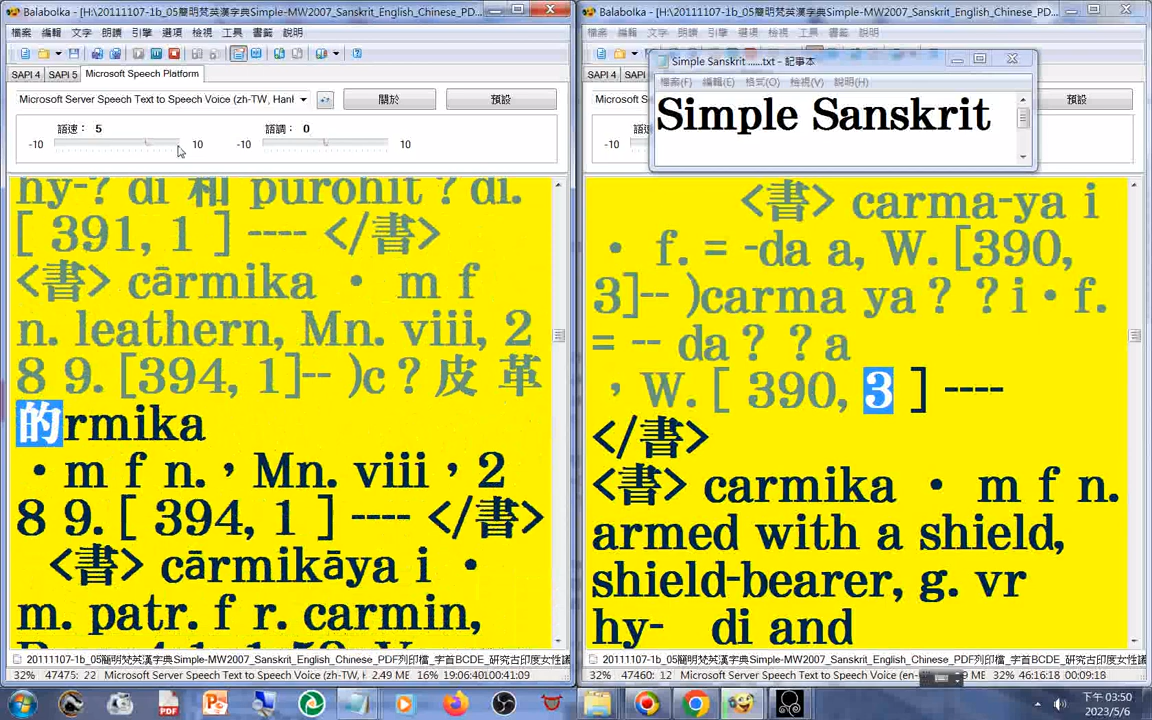 Balabolka - [H:\20111107-1b_05簡明梵英漢字典Simple-MW2007_Sanskrit_English_Chinese_PD...
檔案 編輯 文字 朗讀 引擎 選項 檢視 工具 書籤 說明
SAPI 4 SAPI 5 Microsoft Speech Platform
Microsoft Server Speech Text to Speech Voice (zh-TW, HanH 關於 預設
語速： 5 語調： 0
-10 10 -10 10
hy-? di 和 purohit ? di.
[ 391, 1 ] ---- </書>
<書> cārmika • m f
n. leathern, Mn. viii, 2
8 9. [394, 1]-- )c ? 皮 革
的rmika
• m f n. , Mn. viii , 2
8 9. [ 394, 1 ] ---- </書>
<書> cārmikāya i •
m. patr. f r. carmin,
20111107-1b_05簡明梵英漢字典Simple-MW2007_Sanskrit_English_Chinese_PDF列印檔_字首BCDE_研究古印度女性議
32% 47475: 22 Microsoft Server Speech Text to Speech Voice (zh-TW, H 2.49 MB 16% 19:06:40\00:41:09
Balabolka - [H:\20111107-1b_05簡明梵英漢字典Simple-MW2007_Sanskrit_English_Chinese_PD...
檔案 編輯 文字 朗讀 引擎 選項 檢視 工具 書籤 說明
SAPI 4 SAPI
預設
Simple Sanskrit ......txt - 記事本
檔案(F) 編輯(E) 格式(O) 檢視(V) 說明(H)
Simple Sanskrit
<書> carma-ya i
• f. = -da a, W. [390,
3]-- )carma ya ? ? i • f.
= -- da ? ? a
, W. [ 390, 3 ] ----
</書>
<書> carmika • m f n.
armed with a shield,
shield-bearer, g. vr
hy- di and
20111107-1b_05簡明梵英漢字典Simple-MW2007_Sanskrit_English_Chinese_PDF列印檔_字首BCDE_研究古印度女性議
32% 47460: 12 Microsoft Server Speech Text to Speech Voice 32% 46:16:18 00:09:18
下午 03:50
2023/5/6